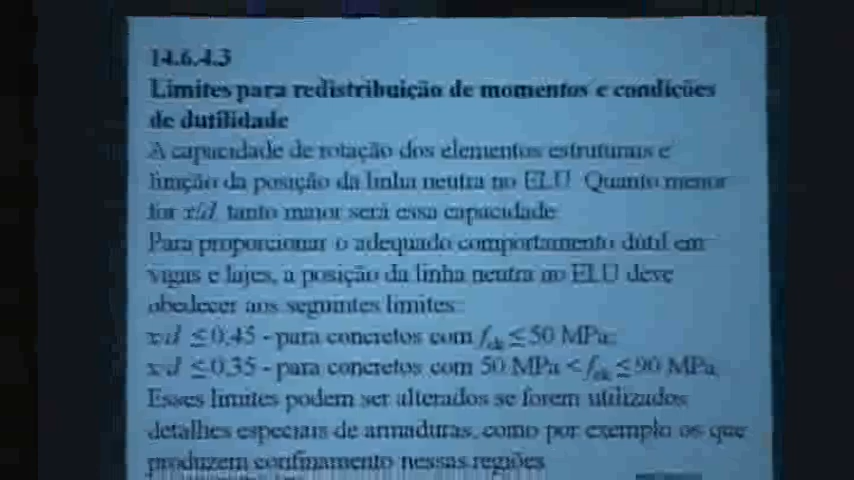 14.6.4.3
Limites para redistribuição de momentos e condições
de dutilidade
A capacidade de rotação dos elementos estruturais é
função da posição da linha neutra no ELU. Quanto menor
for x/d, tanto maior será essa capacidade.
Para proporcionar o adequado comportamento dútil em
vigas e lajes, a posição da linha neutra no ELU deve
obedecer aos seguintes limites:
x/d ≤ 0,45 - para concretos com fck ≤ 50 MPa;
x/d ≤ 0,35 - para concretos com 50 MPa < fck ≤ 90 MPa.
Esses limites podem ser alterados se forem utilizados
detalhes especiais de armaduras, como por exemplo os que
produzem confinamento nessas regiões.